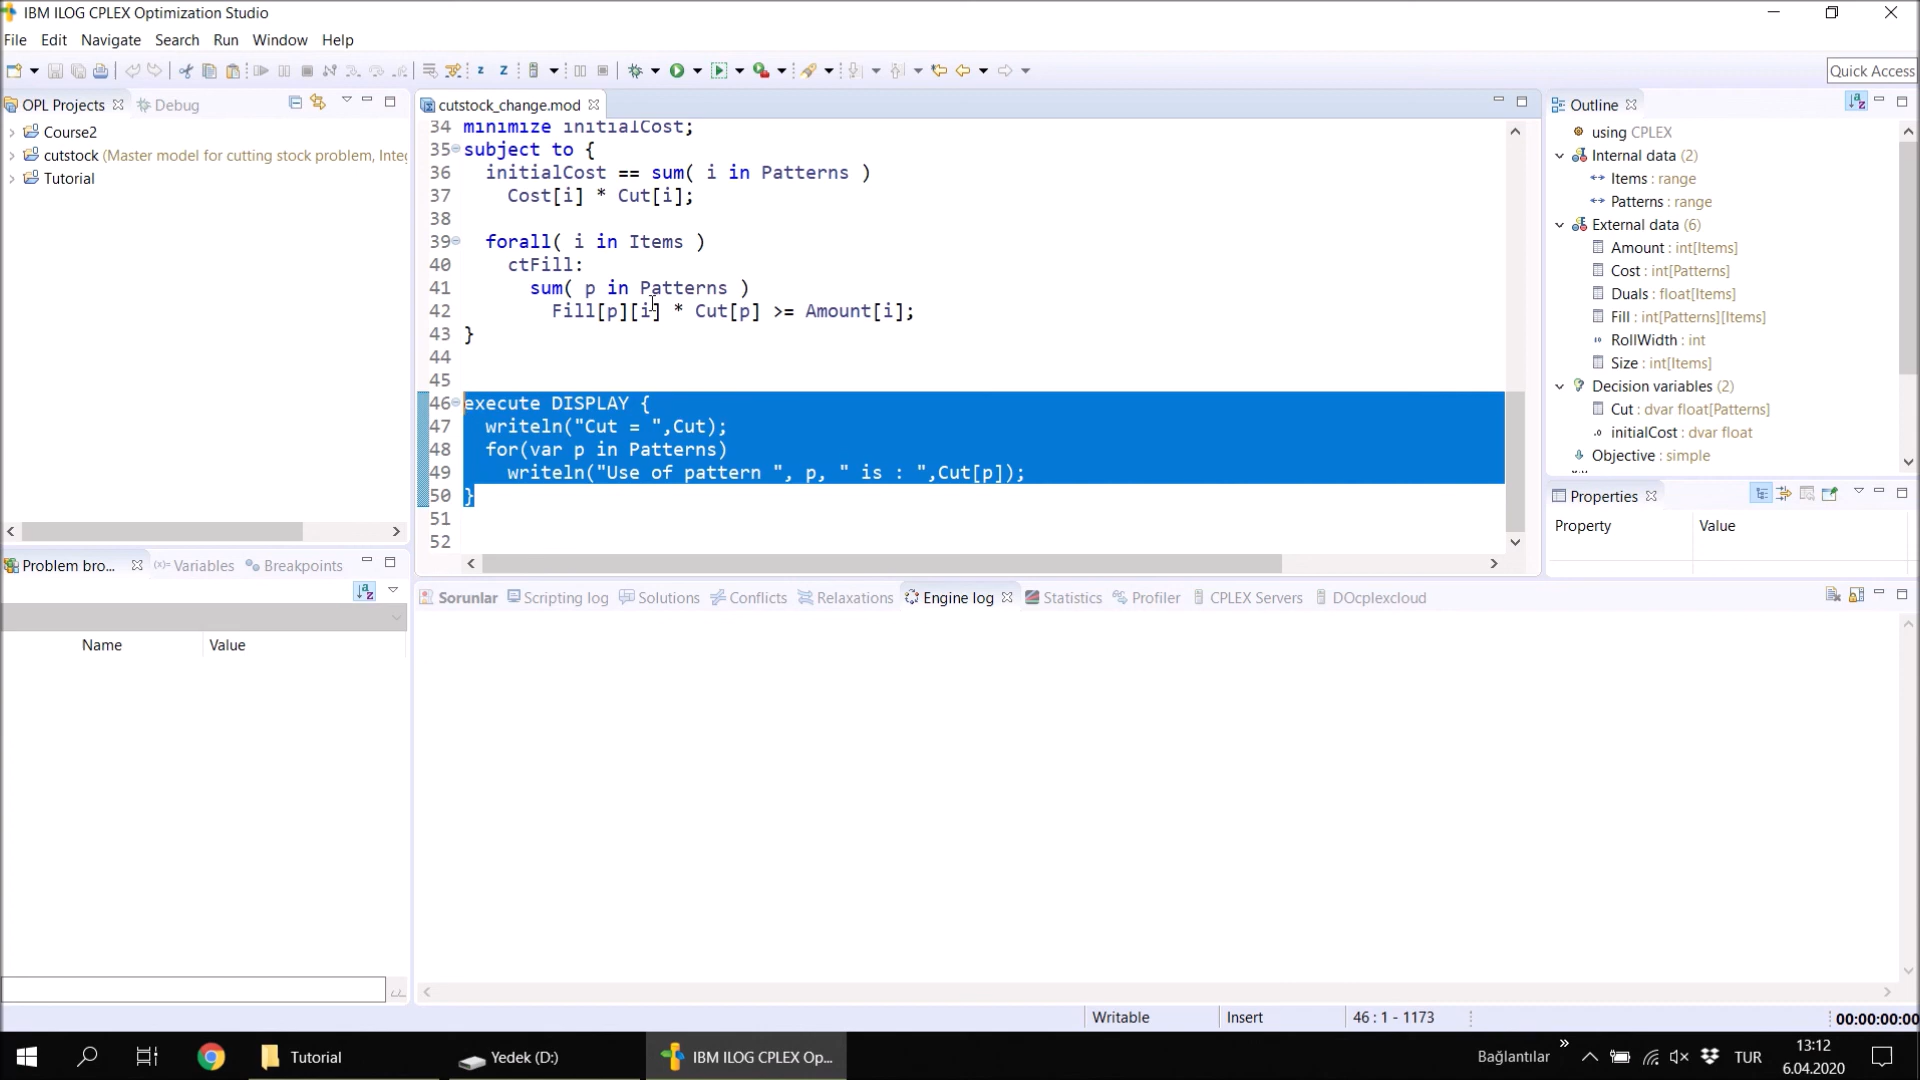 IBM ILOG CPLEX Optimization Studio
File Edit Navigate Search Run Window Help
Quick Access
OPL Projects Debug
Course2
cutstock (Master model for cutting stock problem, Integ
Tutorial
cutstock_change.mod
34 minimize initialCost;
35 subject to {
36 initialCost == sum( i in Patterns )
37 Cost[i] * Cut[i];
38
39 forall( i in Items )
40 ctFill:
41 sum( p in Patterns )
42 Fill[p][i] * Cut[p] >= Amount[i];
43 }
44
45
46 execute DISPLAY {
47 writeln("Cut = ",Cut);
48 for(var p in Patterns)
49 writeln("Use of pattern ", p, " is : ",Cut[p]);
50 }
51
52
Outline
using CPLEX
Internal data (2)
Items : range
Patterns : range
External data (6)
Amount : int[Items]
Cost : int[Patterns]
Duals : float[Items]
Fill : int[Patterns][Items]
RollWidth : int
Size : int[Items]
Decision variables (2)
Cut : dvar float[Patterns]
initialCost : dvar float
Objective : simple
Properties
Property Value
Problem bro... Variables Breakpoints
Name Value
Sorunlar Scripting log Solutions Conflicts Relaxations Engine log Statistics Profiler CPLEX Servers DOcplexcloud
Writable Insert 46 : 1 - 1173 00:00:00:00
Tutorial Yedek (D:) IBM ILOG CPLEX Op... Bağlantılar TUR 13:12
6.04.2020